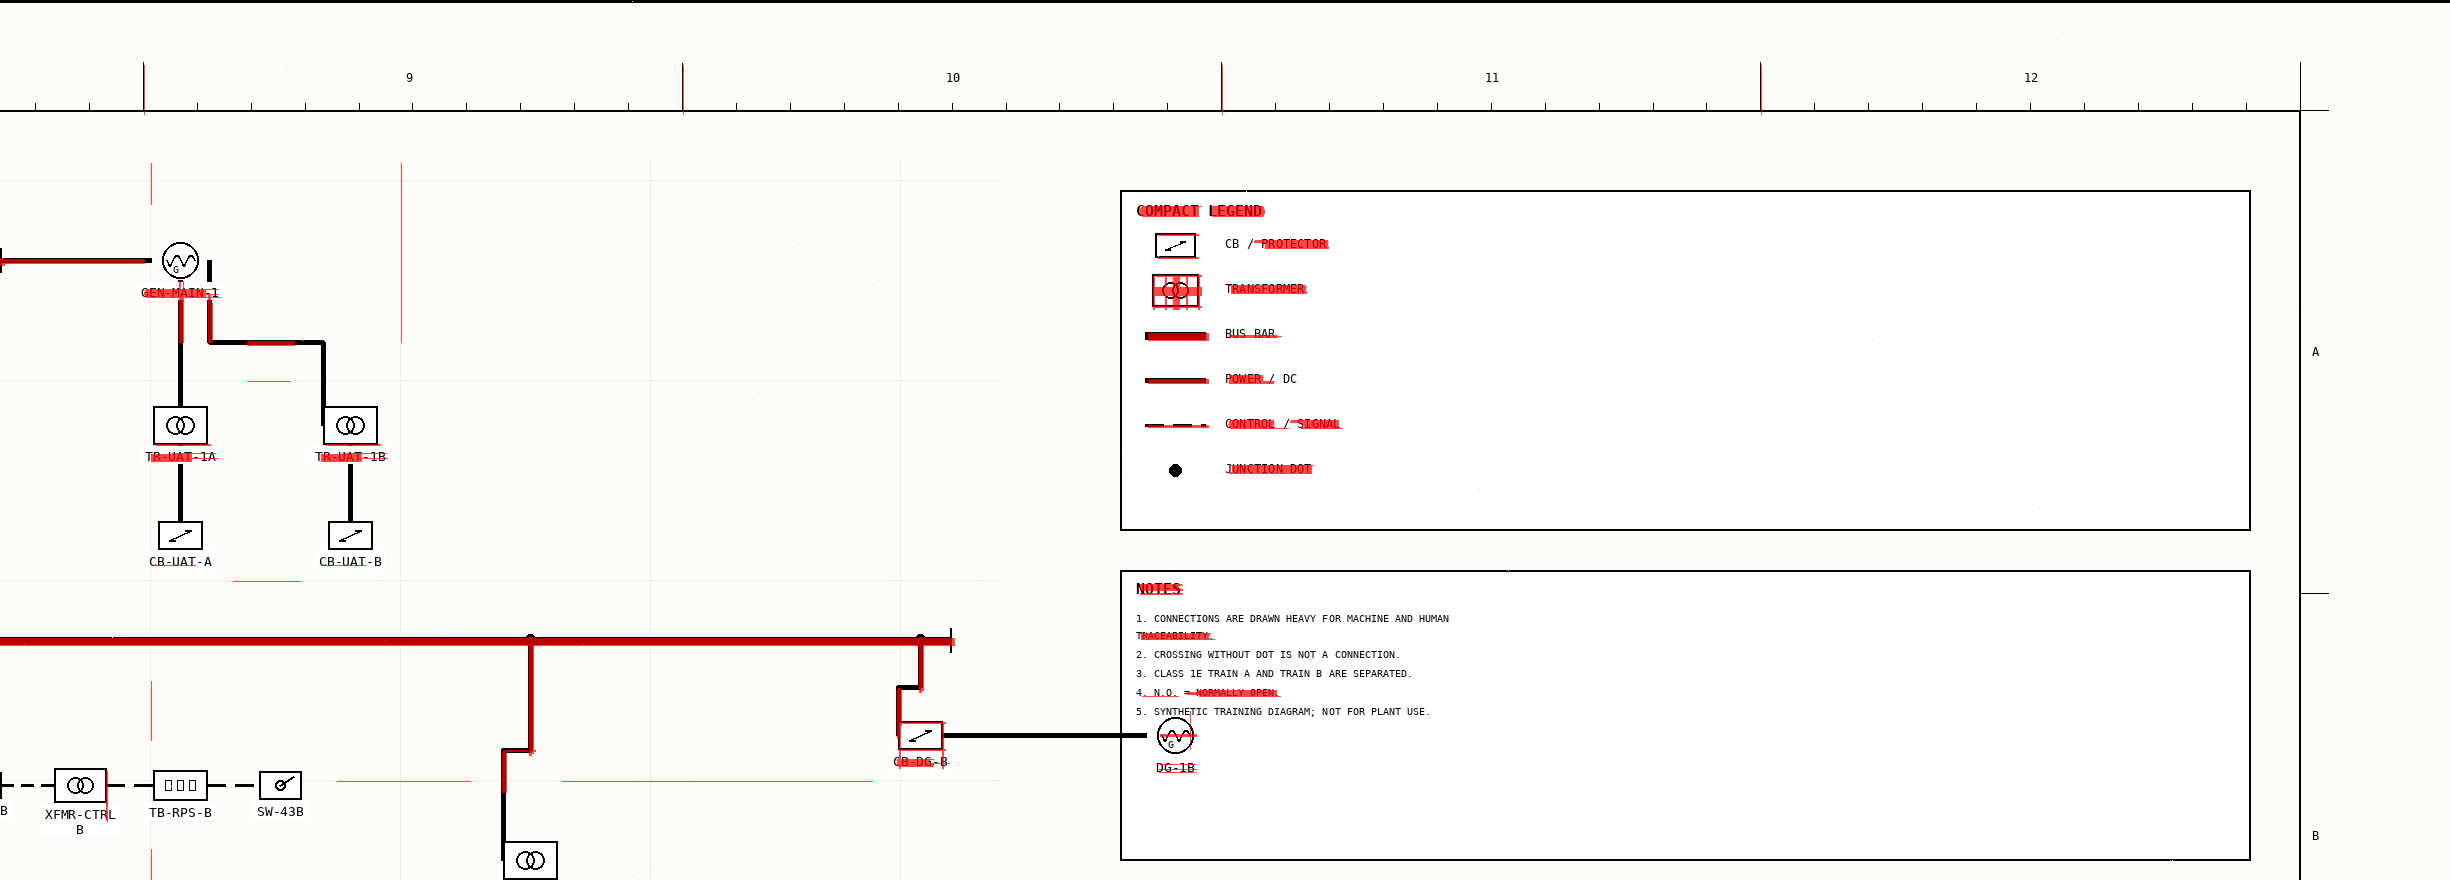 9 10 11 12
COMPACT LEGEND
CB / PROTECTOR
TRANSFORMER
BUS BAR
POWER / DC
CONTROL / SIGNAL
JUNCTION DOT
A
G
GEN-MAIN-1
TR-UAT-1A TR-UAT-1B
CB-UAT-A CB-UAT-B
NOTES
1. CONNECTIONS ARE DRAWN HEAVY FOR MACHINE AND HUMAN
TRACEABILITY.
2. CROSSING WITHOUT DOT IS NOT A CONNECTION.
3. CLASS 1E TRAIN A AND TRAIN B ARE SEPARATED.
4. N.O. = NORMALLY OPEN.
5. SYNTHETIC TRAINING DIAGRAM; NOT FOR PLANT USE.
G
CB-DG-B DG-1B
B XFMR-CTRL TB-RPS-B SW-43B
B
B